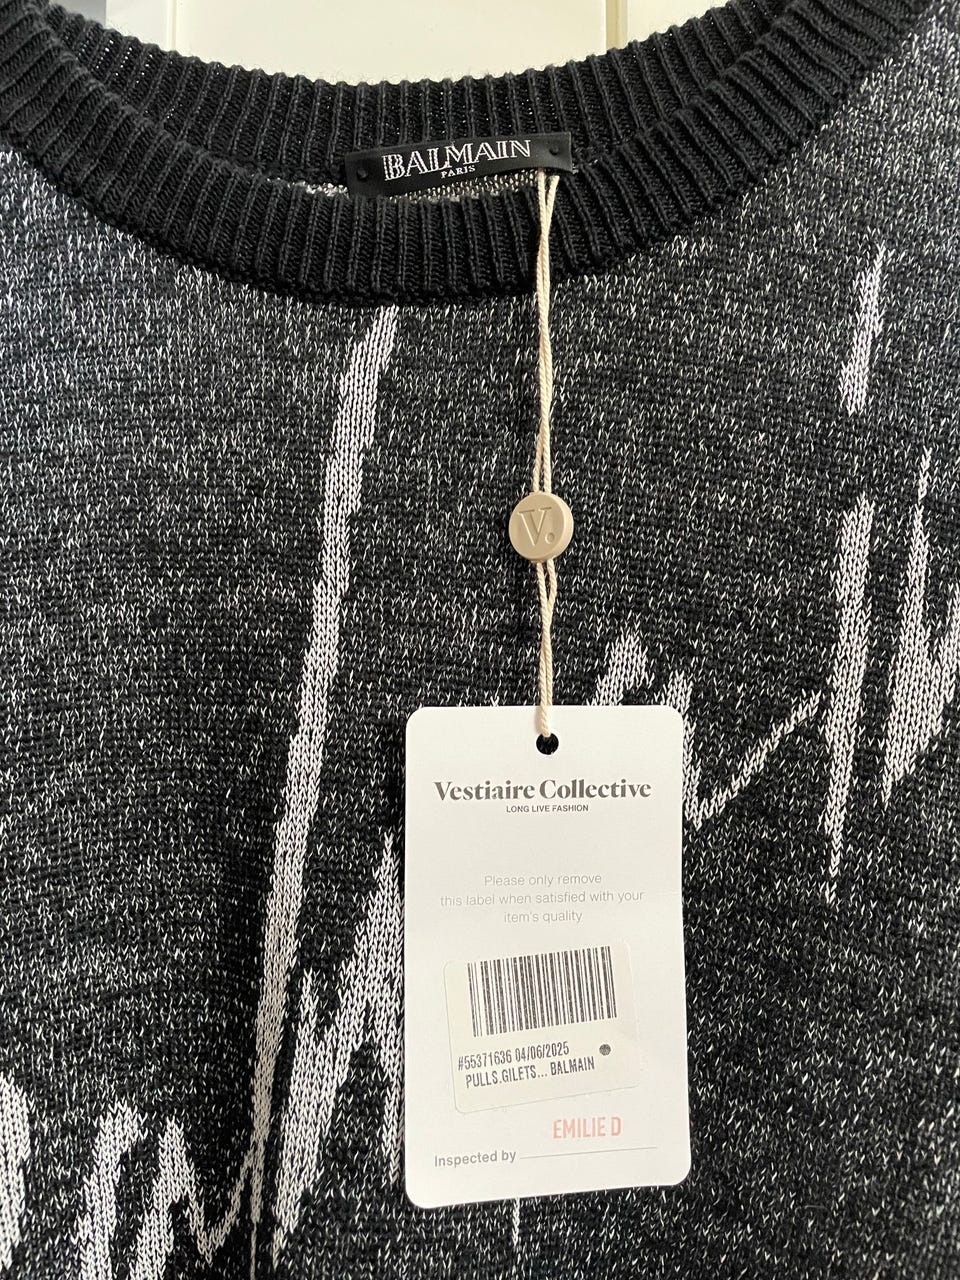 BALMAIN
PARIS
V.
Vestiaire Collective
LONG LIVE FASHION
Please only remove
this label when satisfied with your
item's quality
#55371636 04/06/2025
PULLS.GILETS... BALMAIN
EMILIE D
Inspected by